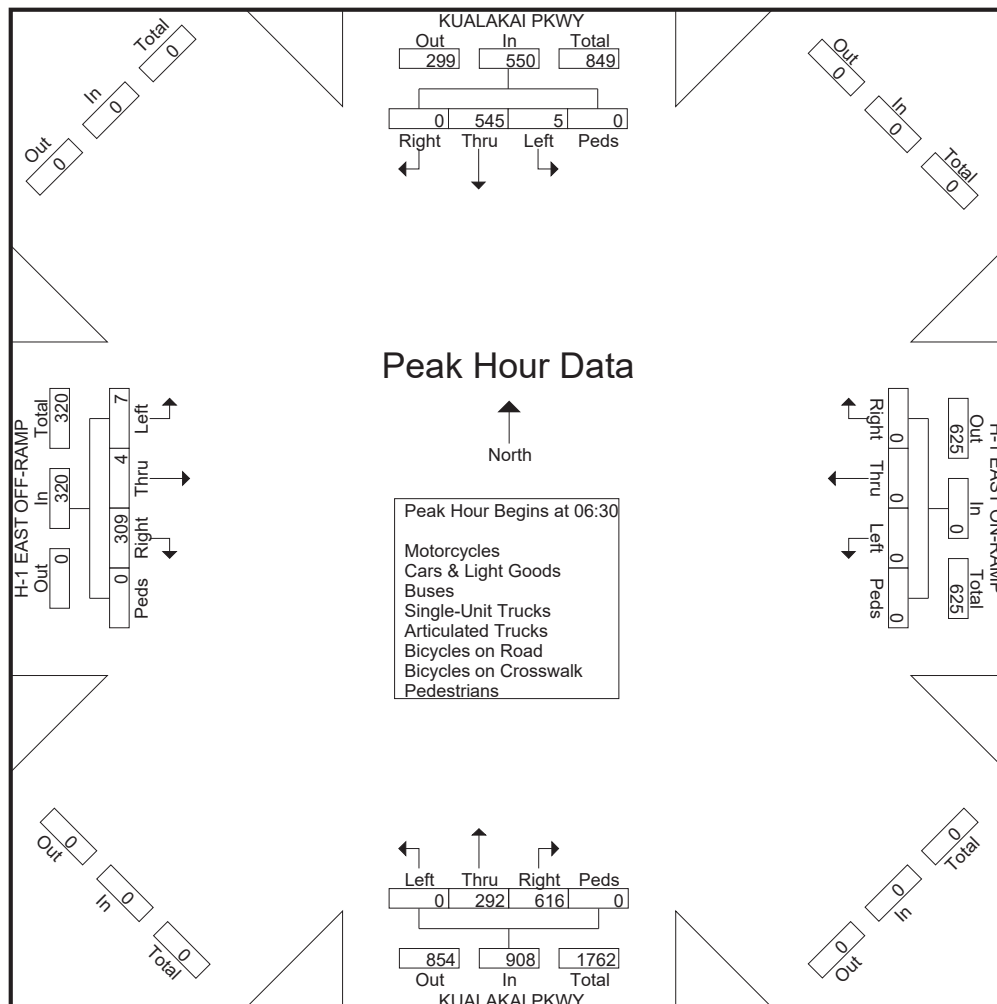 KUALAKAI PKWY
Out In Total
299 550 849
0 545 5 0
Right Thru Left Peds
Total
0
In
0
Out
0
Out
0
In
0
Total
0
Peak Hour Data
North
Peak Hour Begins at 06:30
Motorcycles
Cars & Light Goods
Buses
Single-Unit Trucks
Articulated Trucks
Bicycles on Road
Bicycles on Crosswalk
Pedestrians
H-1 EAST OFF-RAMP
Out In Total
0 320 320
0 309 4 7
Peds Right Thru Left
H-1 EAST ON-RAMP
Out In Total
625 0 625
0 0 0 0
Right Thru Left Peds
Out
0
In
0
Total
0
Total
0
In
0
Out
0
Left Thru Right Peds
0 292 616 0
854 908 1762
Out In Total
KUALAKAI PKWY